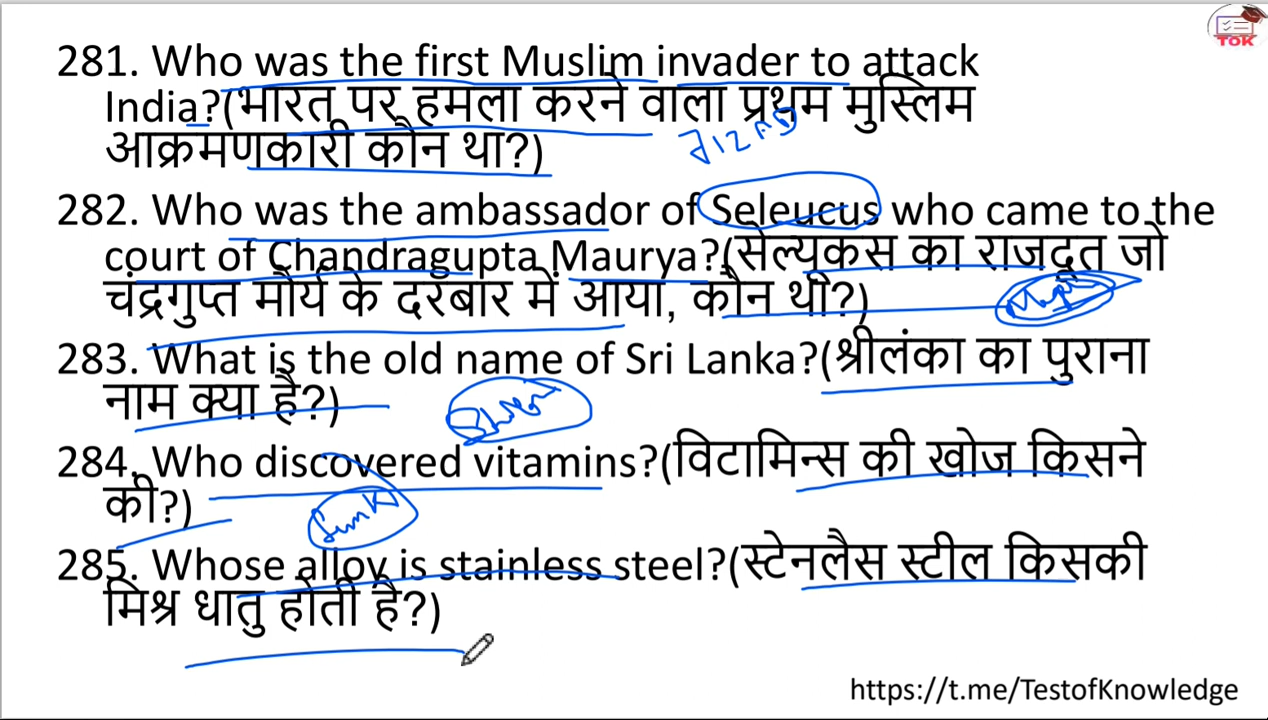 TOK
281. Who was the first Muslim invader to attack
India?(भारत पर हमला करने वाला प्रथम मुस्लिम
आक्रमणकारी कौन था?)
712 AD
282. Who was the ambassador of Seleucus who came to the
court of Chandragupta Maurya?(सेल्यूकस का राजदूत जो
चंद्रगुप्त मौर्य के दरबार में आया, कौन था?)
283. What is the old name of Sri Lanka?(श्रीलंका का पुराना
नाम क्या है?)
284. Who discovered vitamins?(विटामिन्स की खोज किसने
की?)
285. Whose alloy is stainless steel?(स्टेनलैस स्टील किसकी
मिश्र धातु होती है?)
https://t.me/TestofKnowledge